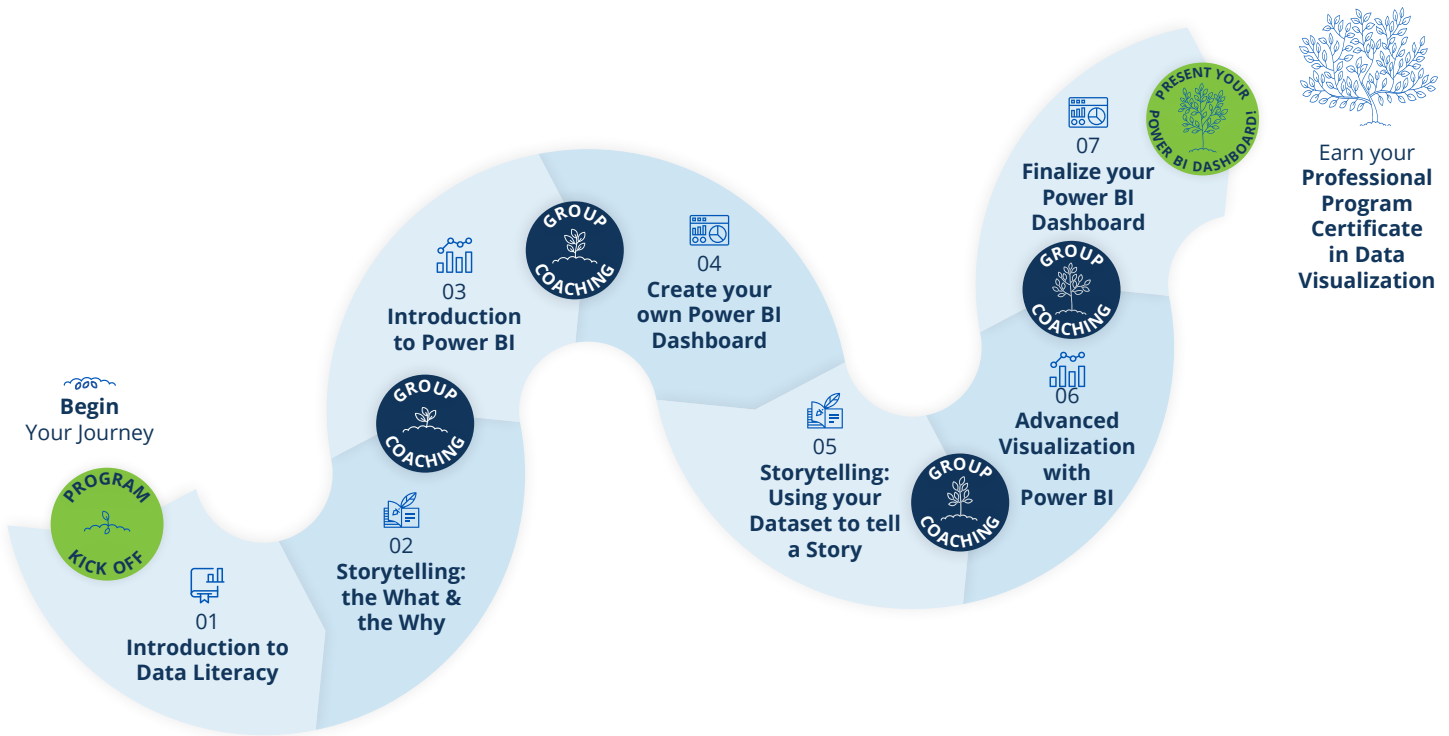 Begin
Your Journey
PROGRAM
KICK OFF
01
Introduction to
Data Literacy
02
Storytelling:
the What &
the Why
GROUP
COACHING
03
Introduction
to Power BI
GROUP
COACHING
04
Create your
own Power BI
Dashboard
05
Storytelling:
Using your
Dataset to tell
a Story
GROUP
COACHING
06
Advanced
Visualization
with
Power BI
GROUP
COACHING
07
Finalize your
Power BI
Dashboard
PRESENT YOUR
POWER BI DASHBOARD!
Earn your
Professional
Program
Certificate
in Data
Visualization